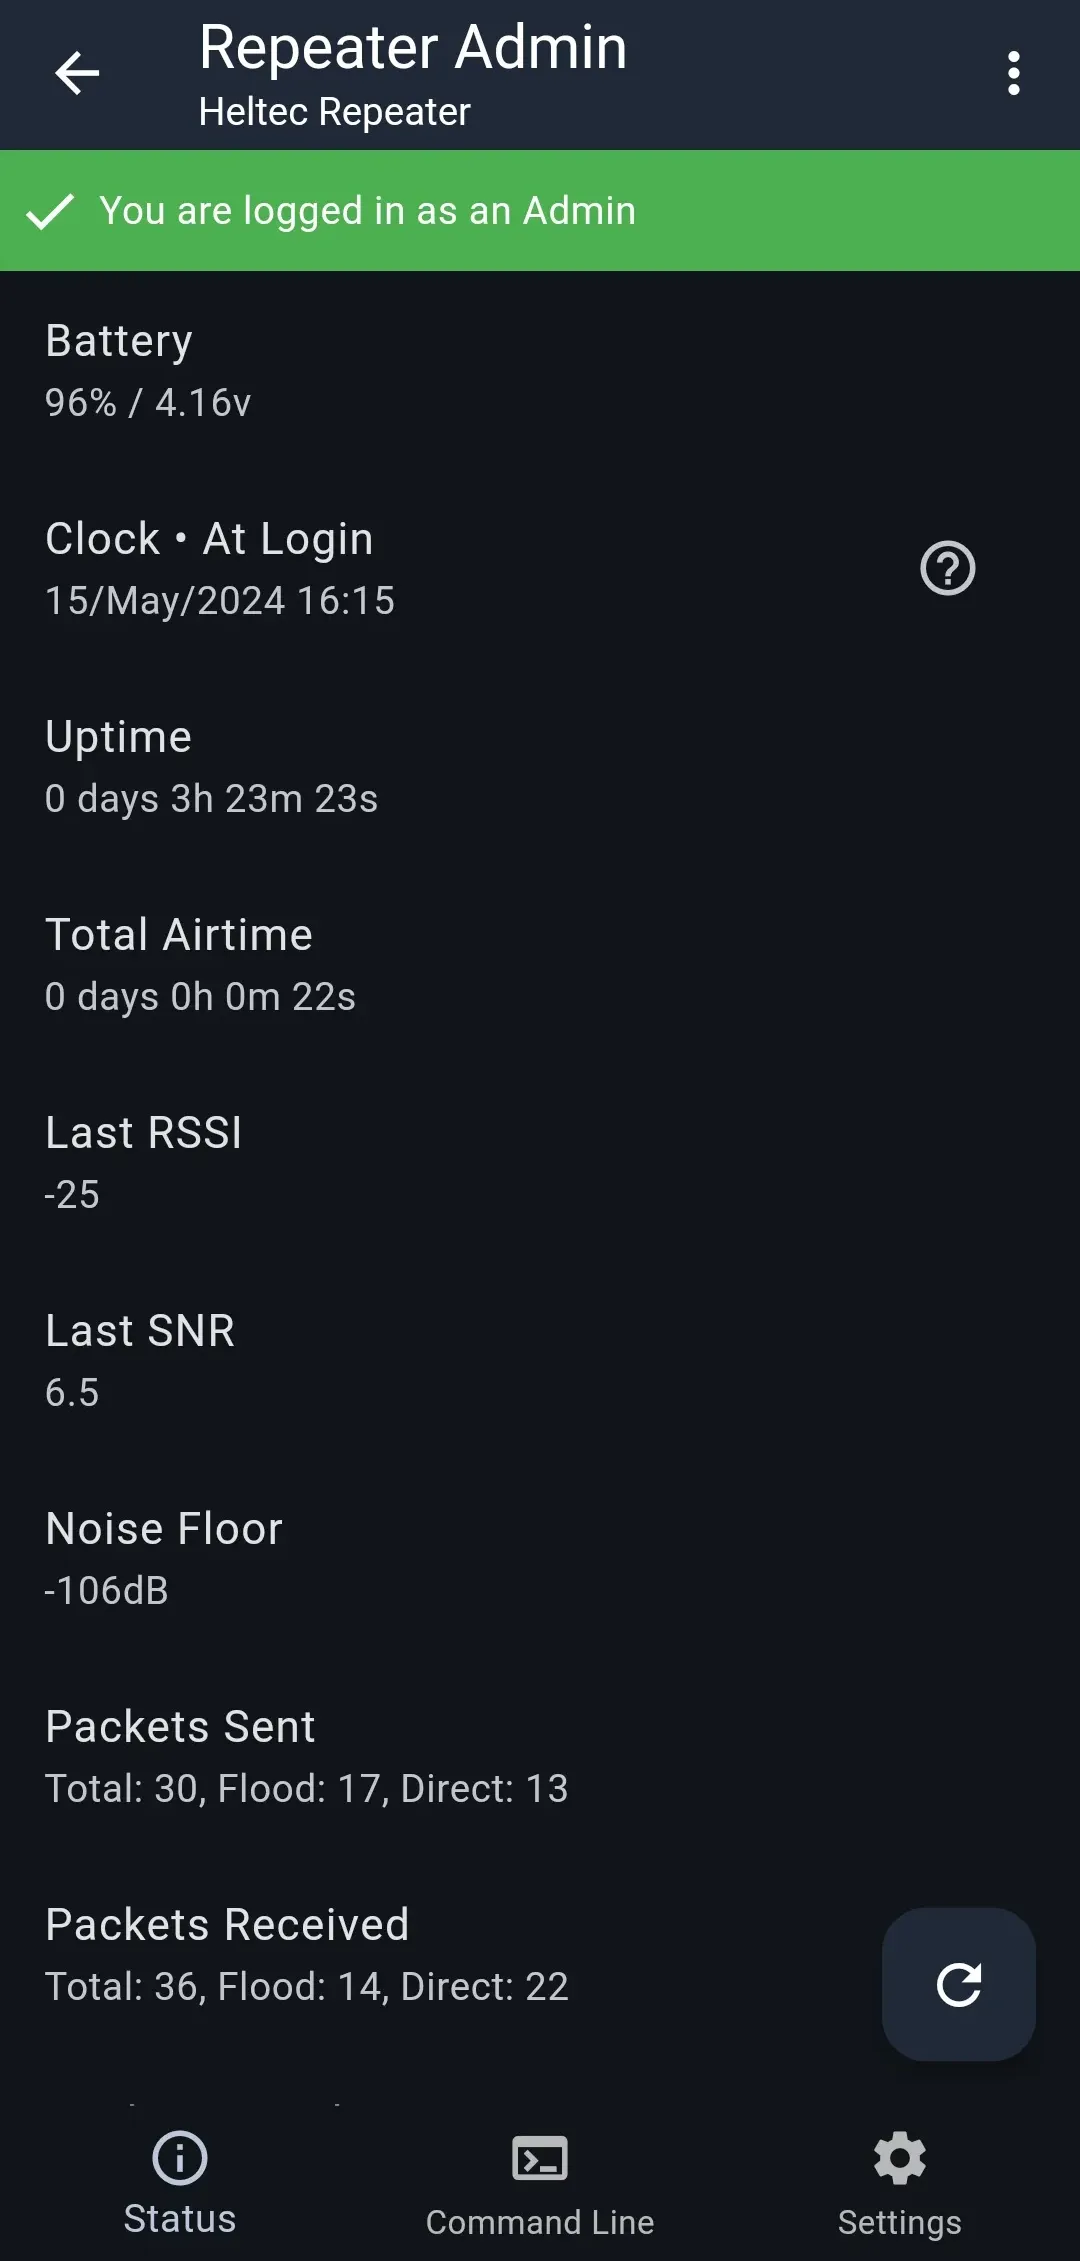 Repeater Admin
Heltec Repeater
You are logged in as an Admin
Battery
96% / 4.16v
Clock • At Login
15/May/2024 16:15
Uptime
0 days 3h 23m 23s
Total Airtime
0 days 0h 0m 22s
Last RSSI
-25
Last SNR
6.5
Noise Floor
-106dB
Packets Sent
Total: 30, Flood: 17, Direct: 13
Packets Received
Total: 36, Flood: 14, Direct: 22
Status
Command Line
Settings